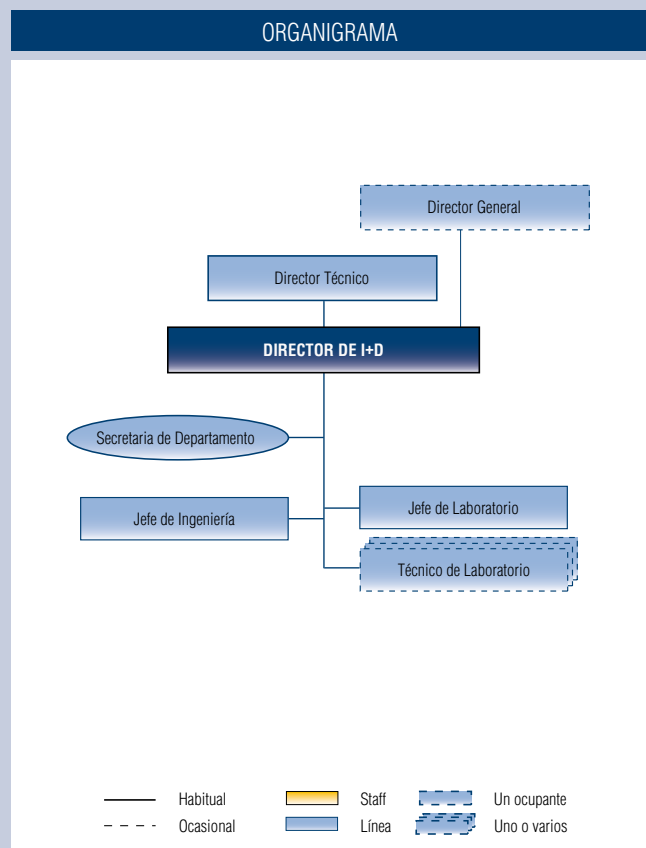 ORGANIGRAMA
Director General
Director Técnico
DIRECTOR DE I+D
Secretaria de Departamento
Jefe de Laboratorio
Jefe de Ingeniería
Técnico de Laboratorio
Habitual
Staff
Un ocupante
Ocasional
Línea
Uno o varios